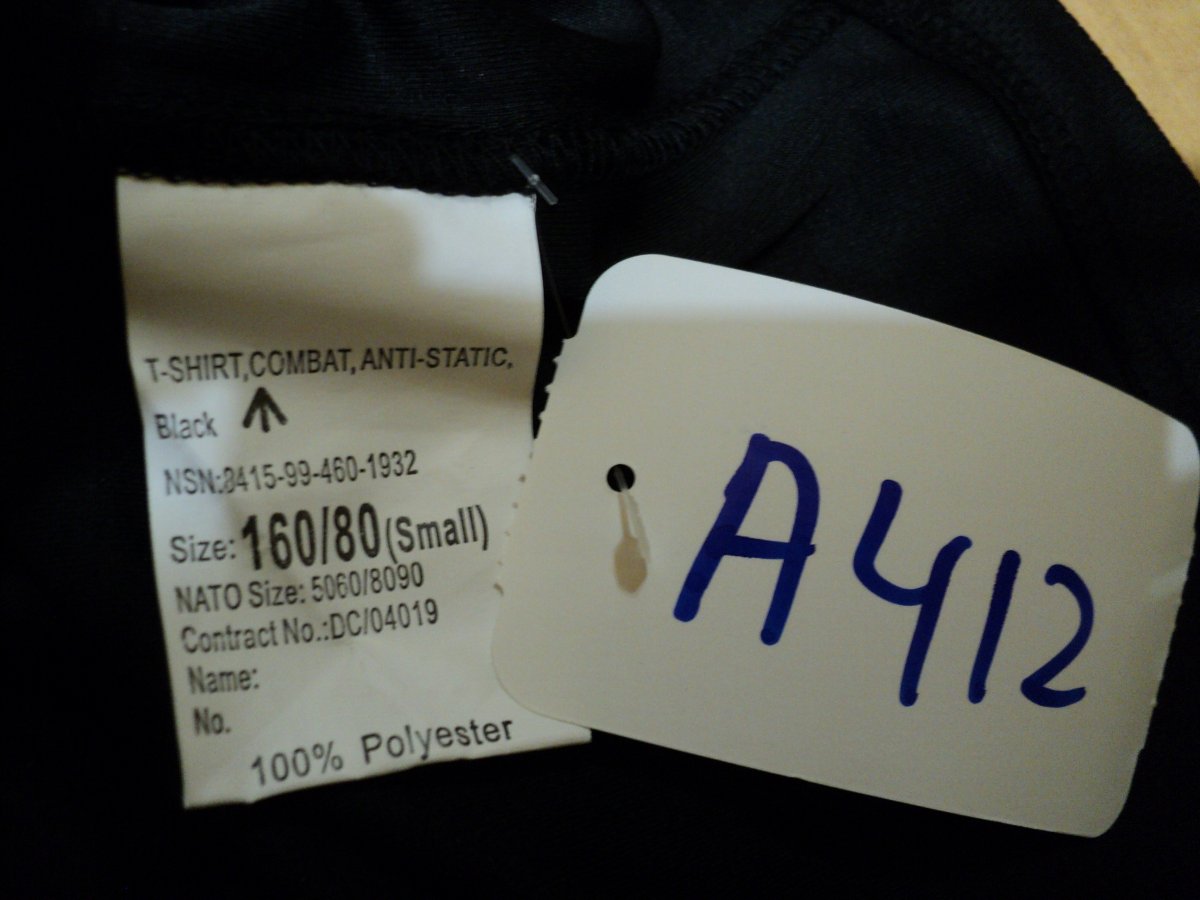 T-SHIRT,COMBAT, ANTI-STATIC,
Black
NSN:8415-99-460-1932
Size: 160/80 (Small)
NATO Size: 5060/8090
Contract No.:DC/04019
Name:
No.
100% Polyester
A412